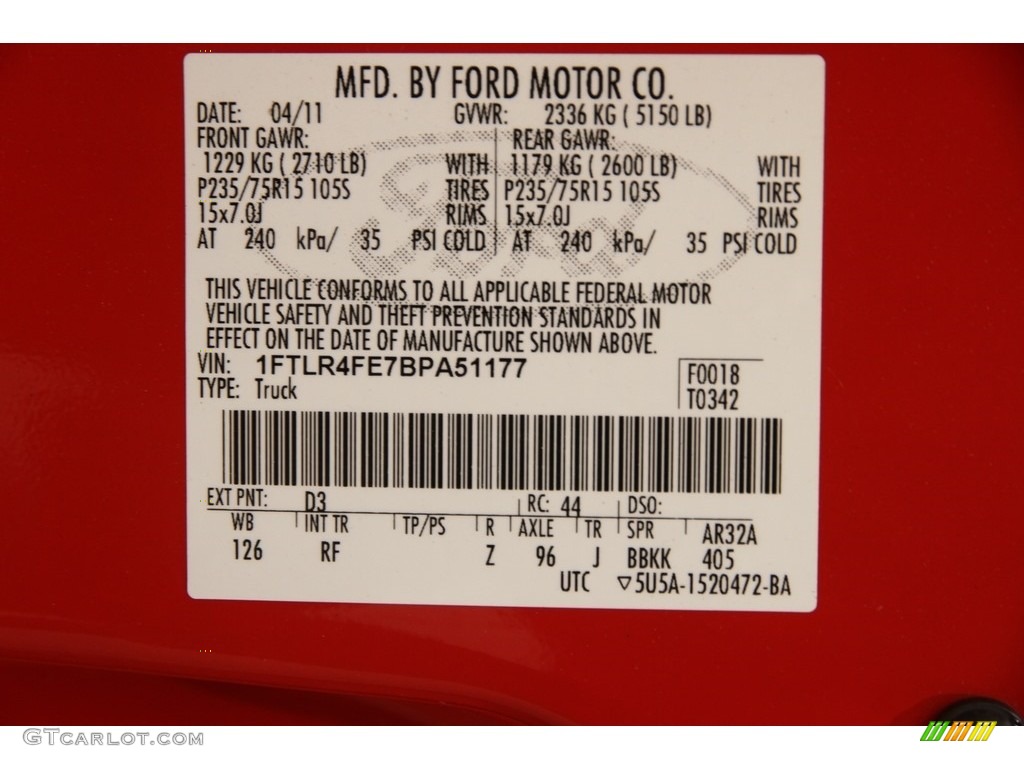 MFD. BY FORD MOTOR CO.
DATE: 04/11 GVWR: 2336 KG ( 5150 LB)
FRONT GAWR: REAR GAWR:
1229 KG ( 2710 LB) WITH 1179 KG ( 2600 LB) WITH
P235/75R15 105S TIRES P235/75R15 105S TIRES
15x7.0J RIMS 15x7.0J RIMS
AT 240 kPa/ 35 PSI COLD AT 240 kPa/ 35 PSI COLD
Ford
THIS VEHICLE CONFORMS TO ALL APPLICABLE FEDERAL MOTOR
VEHICLE SAFETY AND THEFT PREVENTION STANDARDS IN
EFFECT ON THE DATE OF MANUFACTURE SHOWN ABOVE.
VIN: 1FTLR4FE7BPA51177 F0018
TYPE: Truck T0342
EXT PNT: D3 RC: 44 DSO:
WB INT TR TP/PS R AXLE TR SPR AR32A
126 RF Z 96 J BBKK 405
UTC ▽5U5A-1520472-BA
GTCARLOT.COM